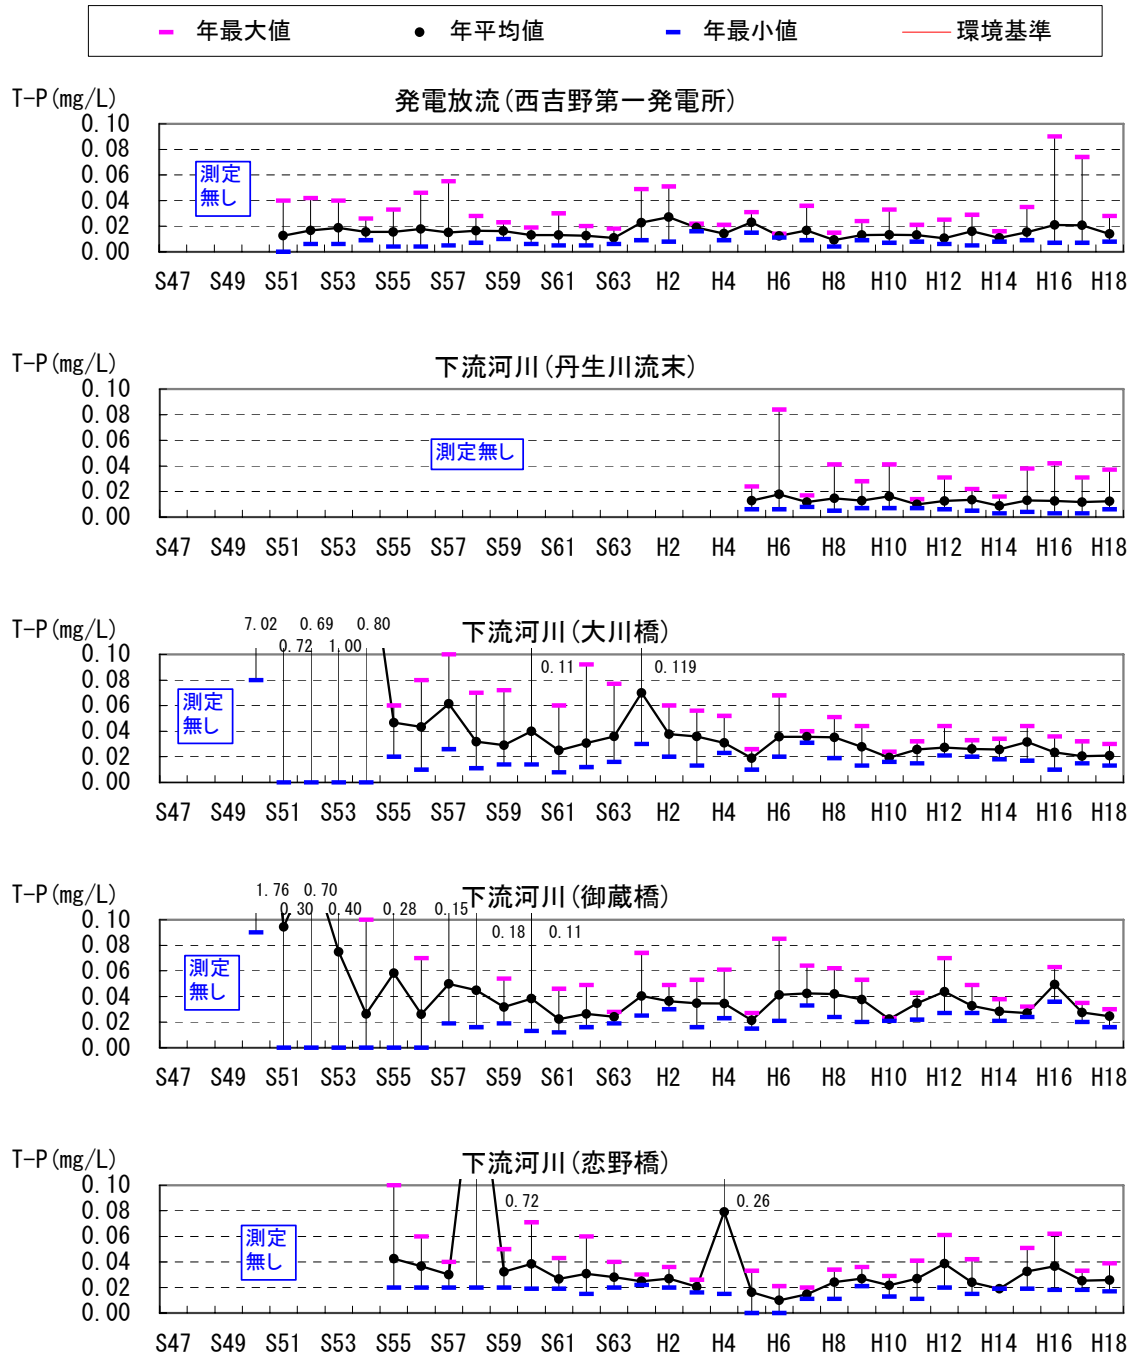 年最大値 年平均値 年最小値 環境基準
T-P(mg/L) 発電放流(西吉野第一発電所)
0.10
0.08
0.06
0.04
0.02
0.00
測定
無し
S47 S49 S51 S53 S55 S57 S59 S61 S63 H2 H4 H6 H8 H10 H12 H14 H16 H18
T-P(mg/L) 下流河川(丹生川流末)
0.10
0.08
0.06
0.04
0.02
0.00
測定無し
S47 S49 S51 S53 S55 S57 S59 S61 S63 H2 H4 H6 H8 H10 H12 H14 H16 H18
T-P(mg/L) 下流河川(大川橋)
7.02 0.69 0.80
0.72 1.00
0.11 0.119
0.10
0.08
0.06
0.04
0.02
0.00
測定
無し
S47 S49 S51 S53 S55 S57 S59 S61 S63 H2 H4 H6 H8 H10 H12 H14 H16 H18
T-P(mg/L) 下流河川(御蔵橋)
1.76 0.70
0.30 0.40 0.28 0.15
0.18 0.11
0.10
0.08
0.06
0.04
0.02
0.00
測定
無し
S47 S49 S51 S53 S55 S57 S59 S61 S63 H2 H4 H6 H8 H10 H12 H14 H16 H18
T-P(mg/L) 下流河川(恋野橋)
0.72 0.26
0.10
0.08
0.06
0.04
0.02
0.00
測定
無し
S47 S49 S51 S53 S55 S57 S59 S61 S63 H2 H4 H6 H8 H10 H12 H14 H16 H18